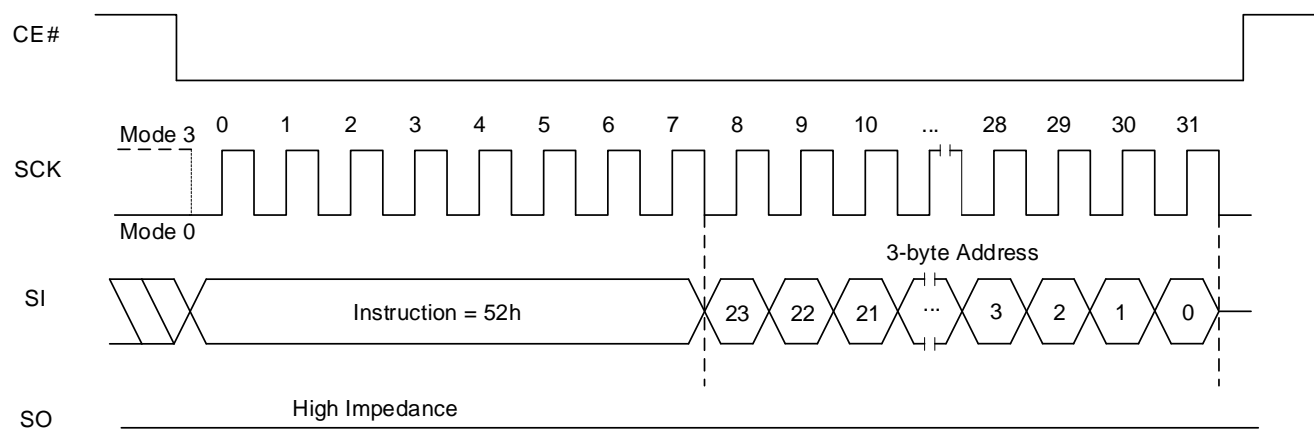 CE#
Mode 3 0 1 2 3 4 5 6 7 8 9 10 ... 28 29 30 31
SCK
Mode 0
3-byte Address
SI Instruction = 52h 23 22 21 ... 3 2 1 0
High Impedance
SO